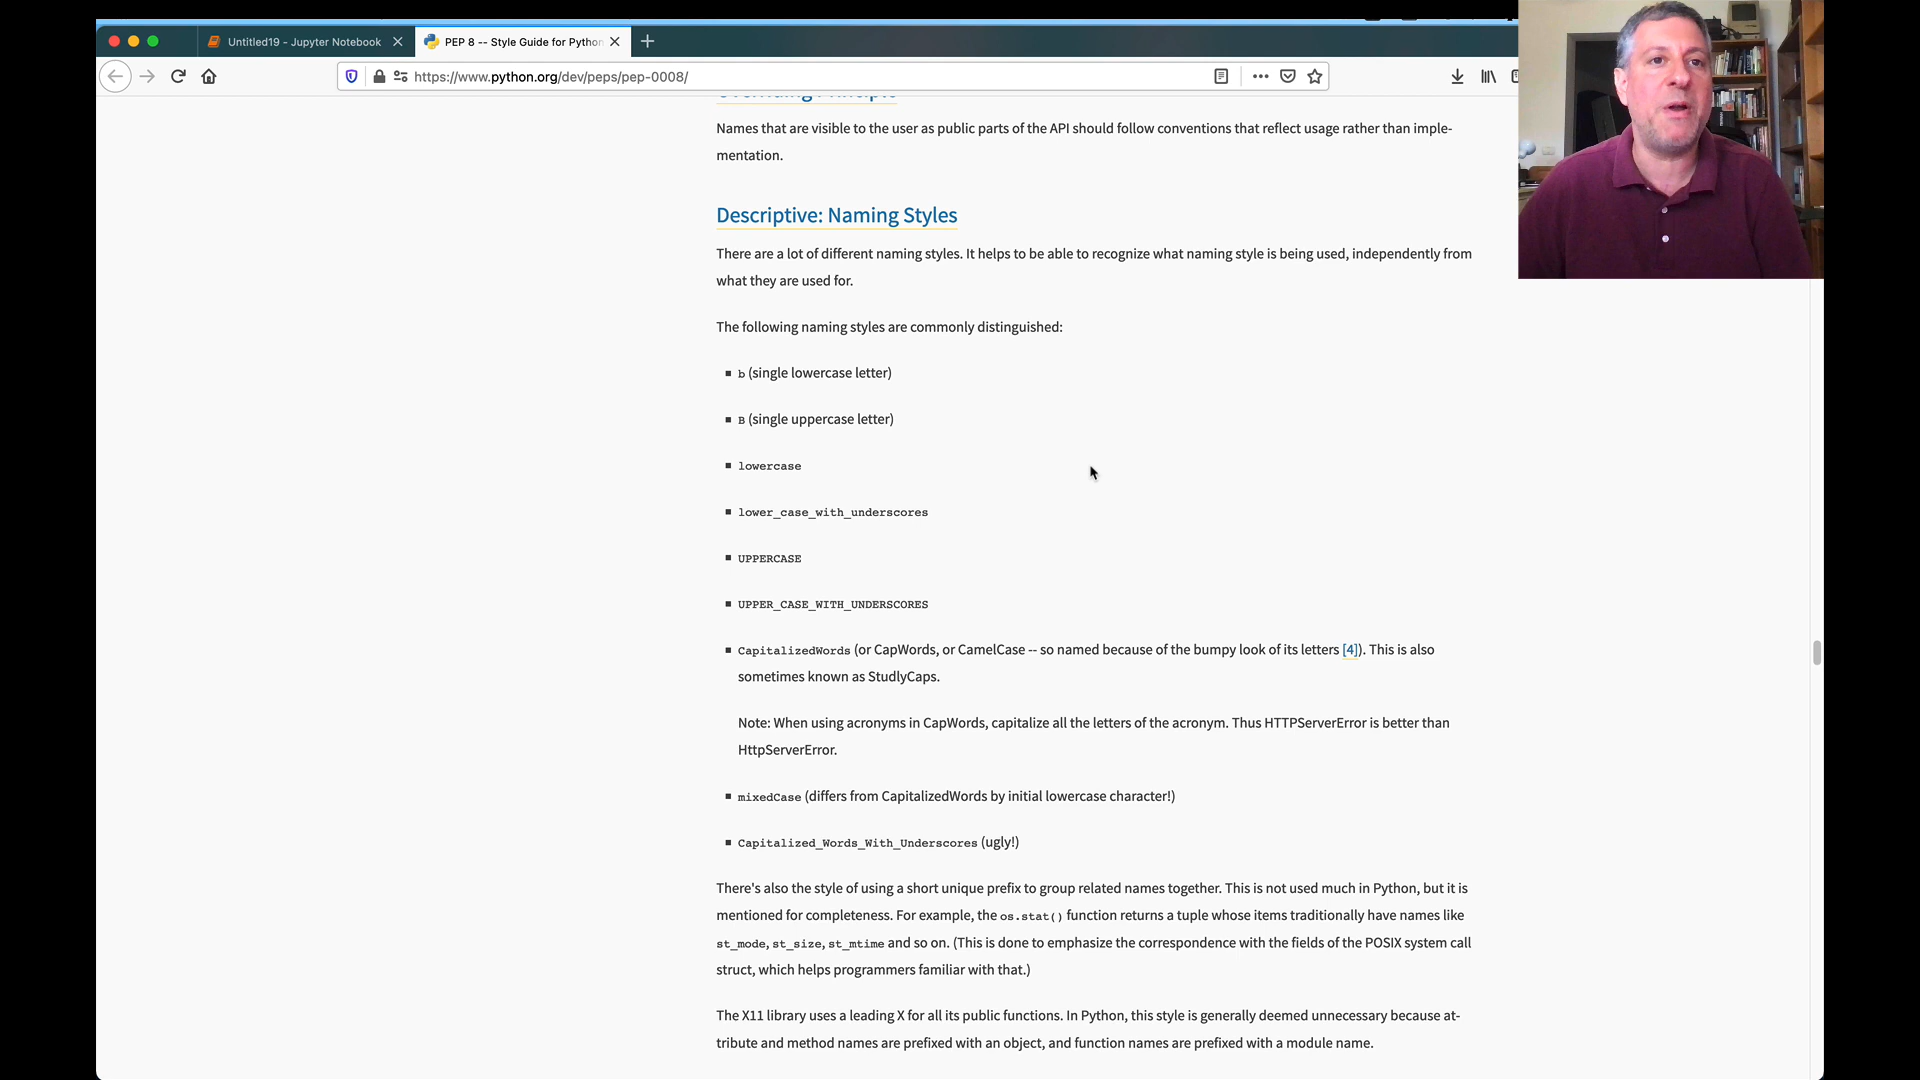 Untitled19 - Jupyter Notebook
PEP 8 -- Style Guide for Python
https://www.python.org/dev/peps/pep-0008/
Overriding Principle
Names that are visible to the user as public parts of the API should follow conventions that reflect usage rather than imple-
mentation.
Descriptive: Naming Styles
There are a lot of different naming styles. It helps to be able to recognize what naming style is being used, independently from
what they are used for.
The following naming styles are commonly distinguished:
b (single lowercase letter)
B (single uppercase letter)
lowercase
lower_case_with_underscores
UPPERCASE
UPPER_CASE_WITH_UNDERSCORES
CapitalizedWords (or CapWords, or CamelCase -- so named because of the bumpy look of its letters [4]). This is also
sometimes known as StudlyCaps.
Note: When using acronyms in CapWords, capitalize all the letters of the acronym. Thus HTTPServerError is better than
HttpServerError.
mixedCase (differs from CapitalizedWords by initial lowercase character!)
Capitalized_Words_With_Underscores (ugly!)
There's also the style of using a short unique prefix to group related names together. This is not used much in Python, but it is
mentioned for completeness. For example, the os.stat() function returns a tuple whose items traditionally have names like
st_mode, st_size, st_mtime and so on. (This is done to emphasize the correspondence with the fields of the POSIX system call
struct, which helps programmers familiar with that.)
The X11 library uses a leading X for all its public functions. In Python, this style is generally deemed unnecessary because at-
tribute and method names are prefixed with an object, and function names are prefixed with a module name.